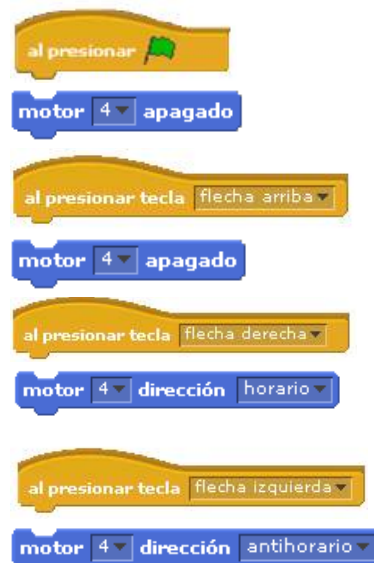 al presionar
motor 4 apagado
al presionar tecla flecha arriba
motor 4 apagado
al presionar tecla flecha derecha
motor 4 dirección horario
al presionar tecla flecha izquierda
motor 4 dirección antihorario